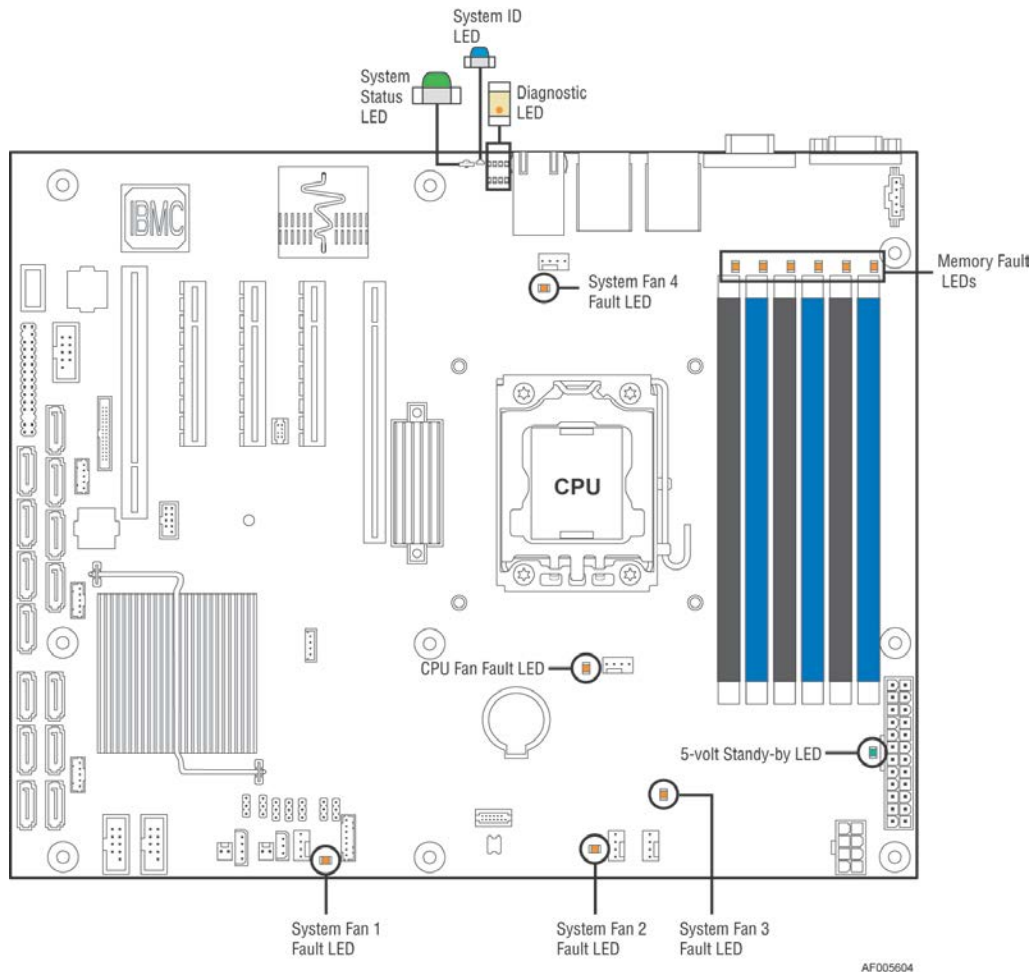 System ID
LED
System
Status
LED
Diagnostic
LED
IBMC
Memory Fault
LEDs
System Fan 4
Fault LED
CPU
CPU Fan Fault LED
5-volt Standy-by LED
System Fan 1
Fault LED
System Fan 2
Fault LED
System Fan 3
Fault LED
AF005604